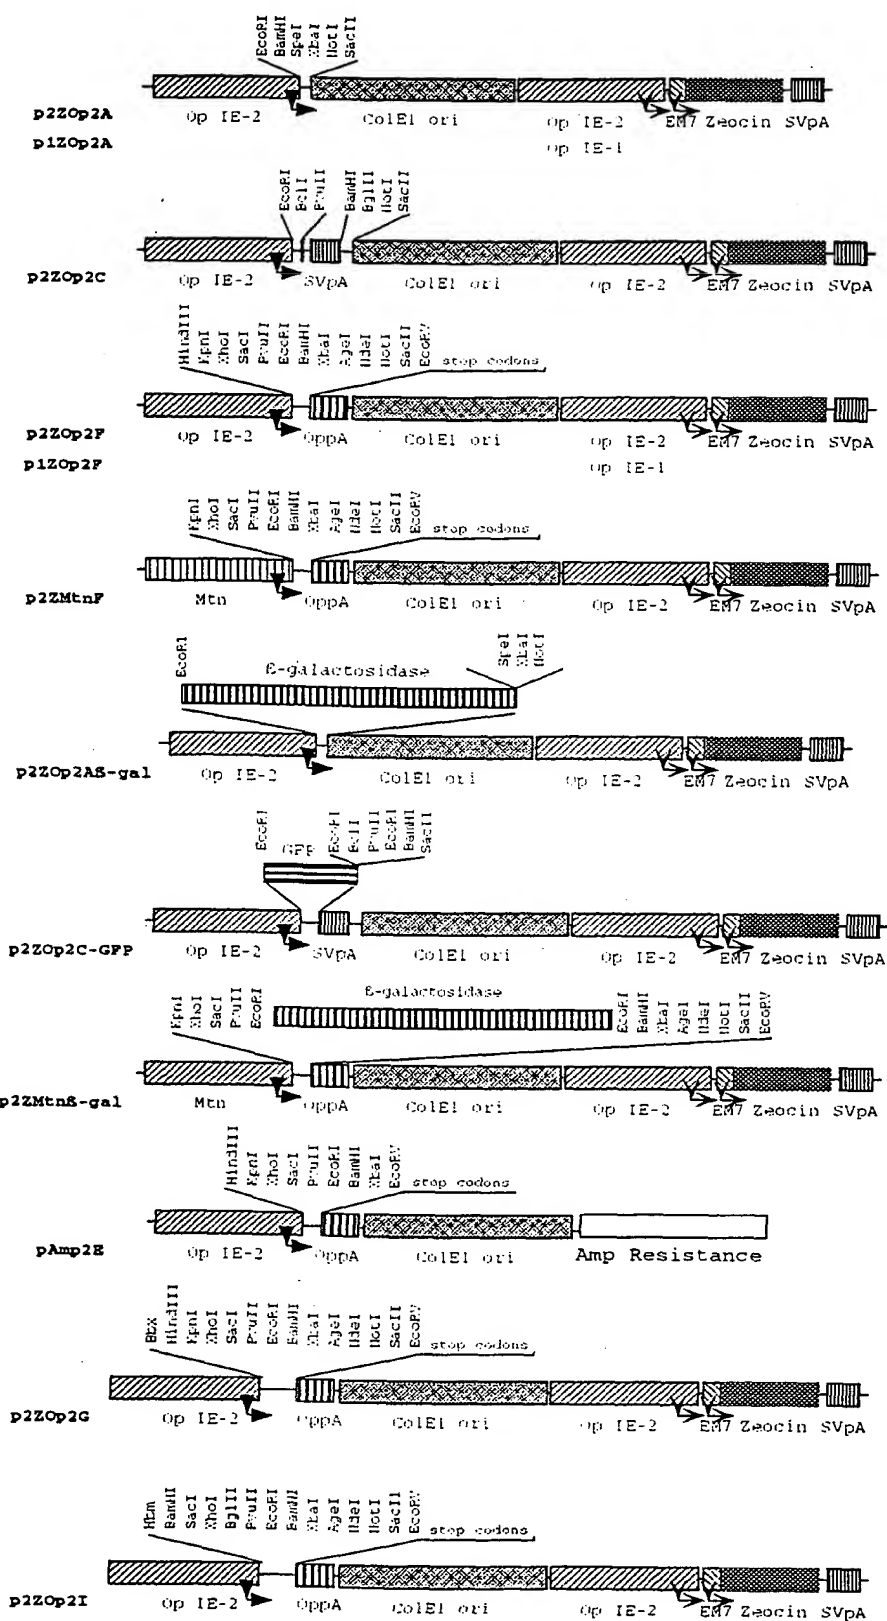 EcoRI BamHI SpeI XbaI NotI SacII
p2ZOp2A Op IE-2 ColE1 ori Op IE-2 EM7 Zeocin SVpA
p1ZOp2A Op IE-1
EcoRI BclI PvuII BamHI BglII NotI SacII
p2ZOp2C Op IE-2 SVpA ColE1 ori Op IE-2 EM7 Zeocin SVpA
HindIII KpnI XhoI SacI PvuII EcoRI BamHI XbaI AgeI NdeI NotI SacII EcoRV stop codons
p2ZOp2F Op IE-2 OppA ColE1 ori Op IE-2 EM7 Zeocin SVpA
p1ZOp2F Op IE-1
KpnI XhoI SacI PvuII EcoRI BamHI XbaI AgeI NdeI NotI SacII EcoRV stop codons
p2ZMtnF Mtn OppA ColE1 ori Op IE-2 EM7 Zeocin SVpA
EcoRI ß-galactosidase SpeI XbaI NotI
p2ZOp2Aß-gal Op IE-2 ColE1 ori Op IE-2 EM7 Zeocin SVpA
EcoRI GFP EcoRI BclI PvuII EcoRI BamHI SacII
p2ZOp2C-GFP Op IE-2 SVpA ColE1 ori Op IE-2 EM7 Zeocin SVpA
KpnI XhoI SacI PvuII EcoRI ß-galactosidase EcoRI BamHI XbaI AgeI NdeI NotI SacII EcoRV
p2ZMtnß-gal Mtn OppA ColE1 ori Op IE-2 EM7 Zeocin SVpA
HindIII KpnI XhoI SacI PvuII EcoRI BamHI XbaI EcoRV stop codons
pAmp2E Op IE-2 OppA ColE1 ori Amp Resistance
HindIII KpnI XhoI SacI PvuII EcoRI BamHI XbaI AgeI NdeI NotI SacII EcoRV stop codons
p2ZOp2G Op IE-2 OppA ColE1 ori Op IE-2 EM7 Zeocin SVpA
BamHI SacI XhoI BglII PvuII EcoRI BamHI XbaI AgeI NdeI NotI SacII EcoRV stop codons
p2ZOp2I Op IE-2 OppA ColE1 ori Op IE-2 EM7 Zeocin SVpA